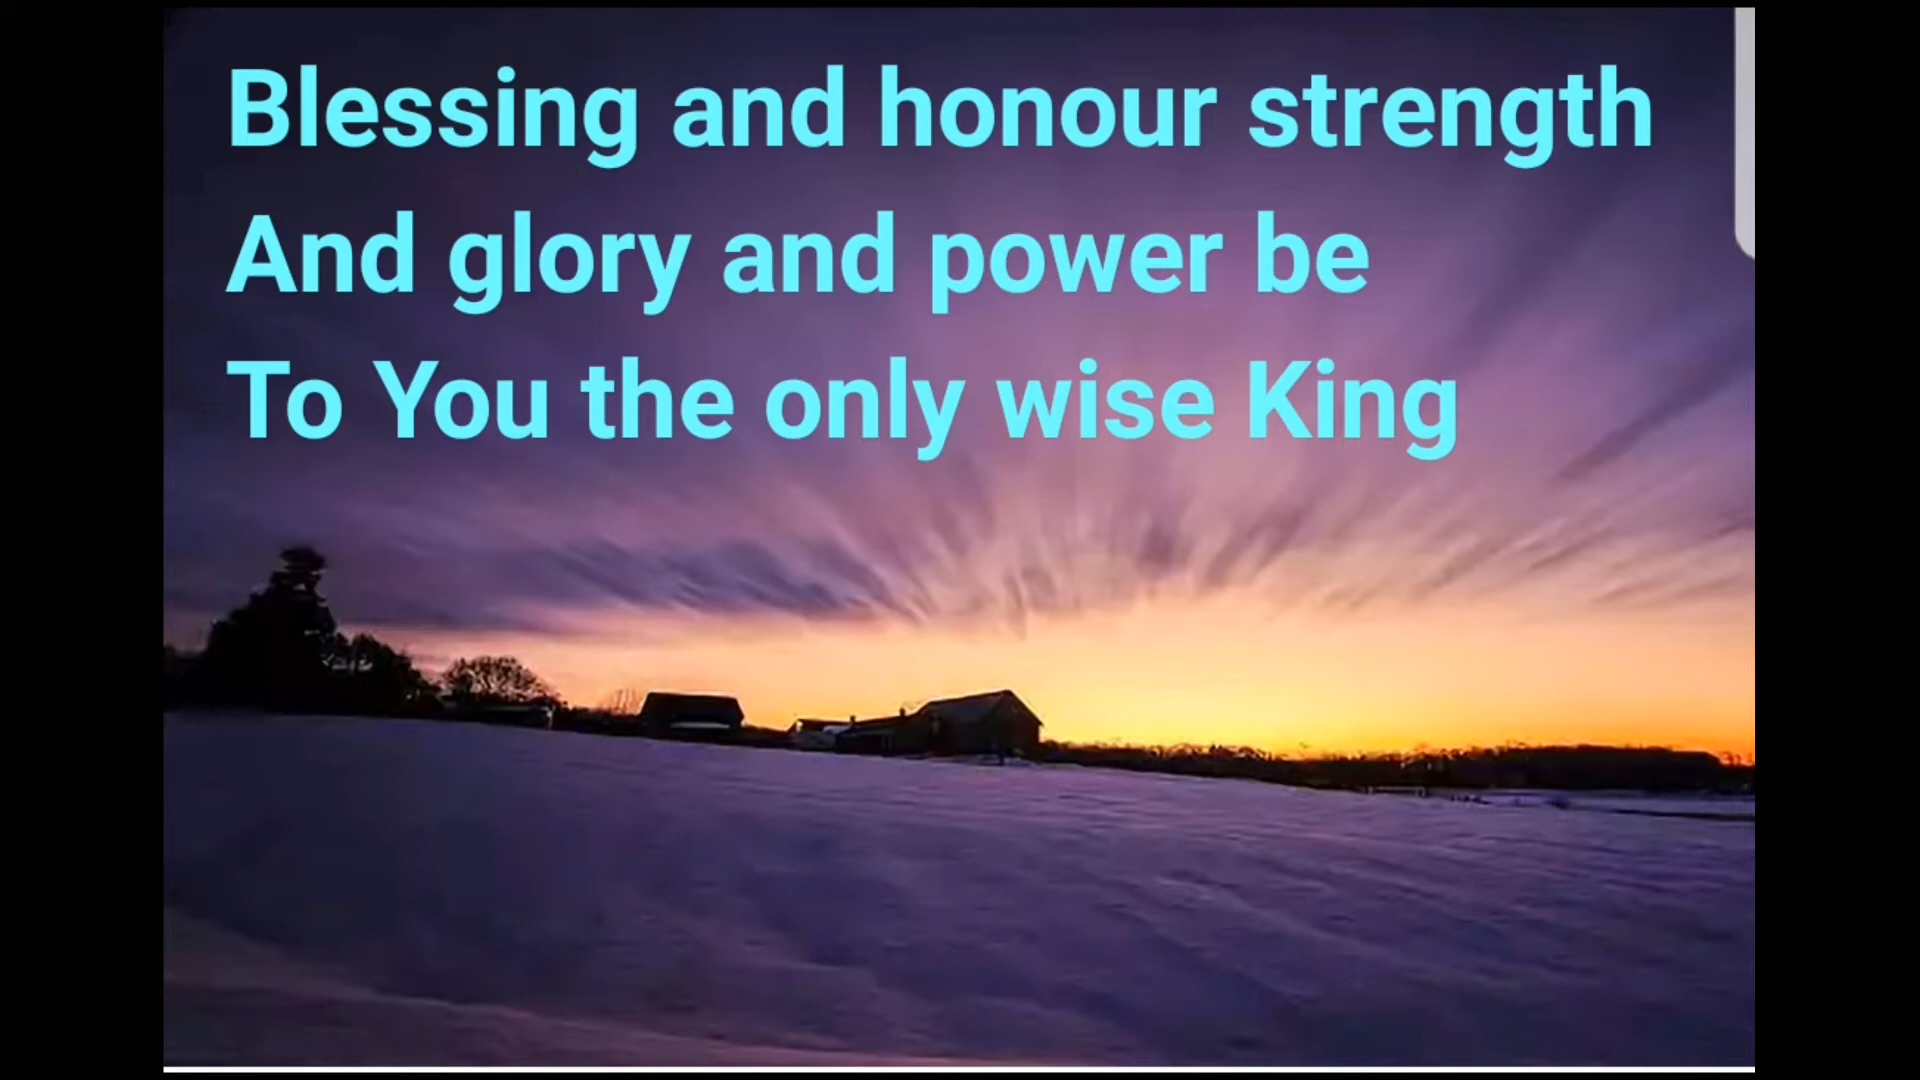 Blessing and honour strength
And glory and power be
To You the only wise King